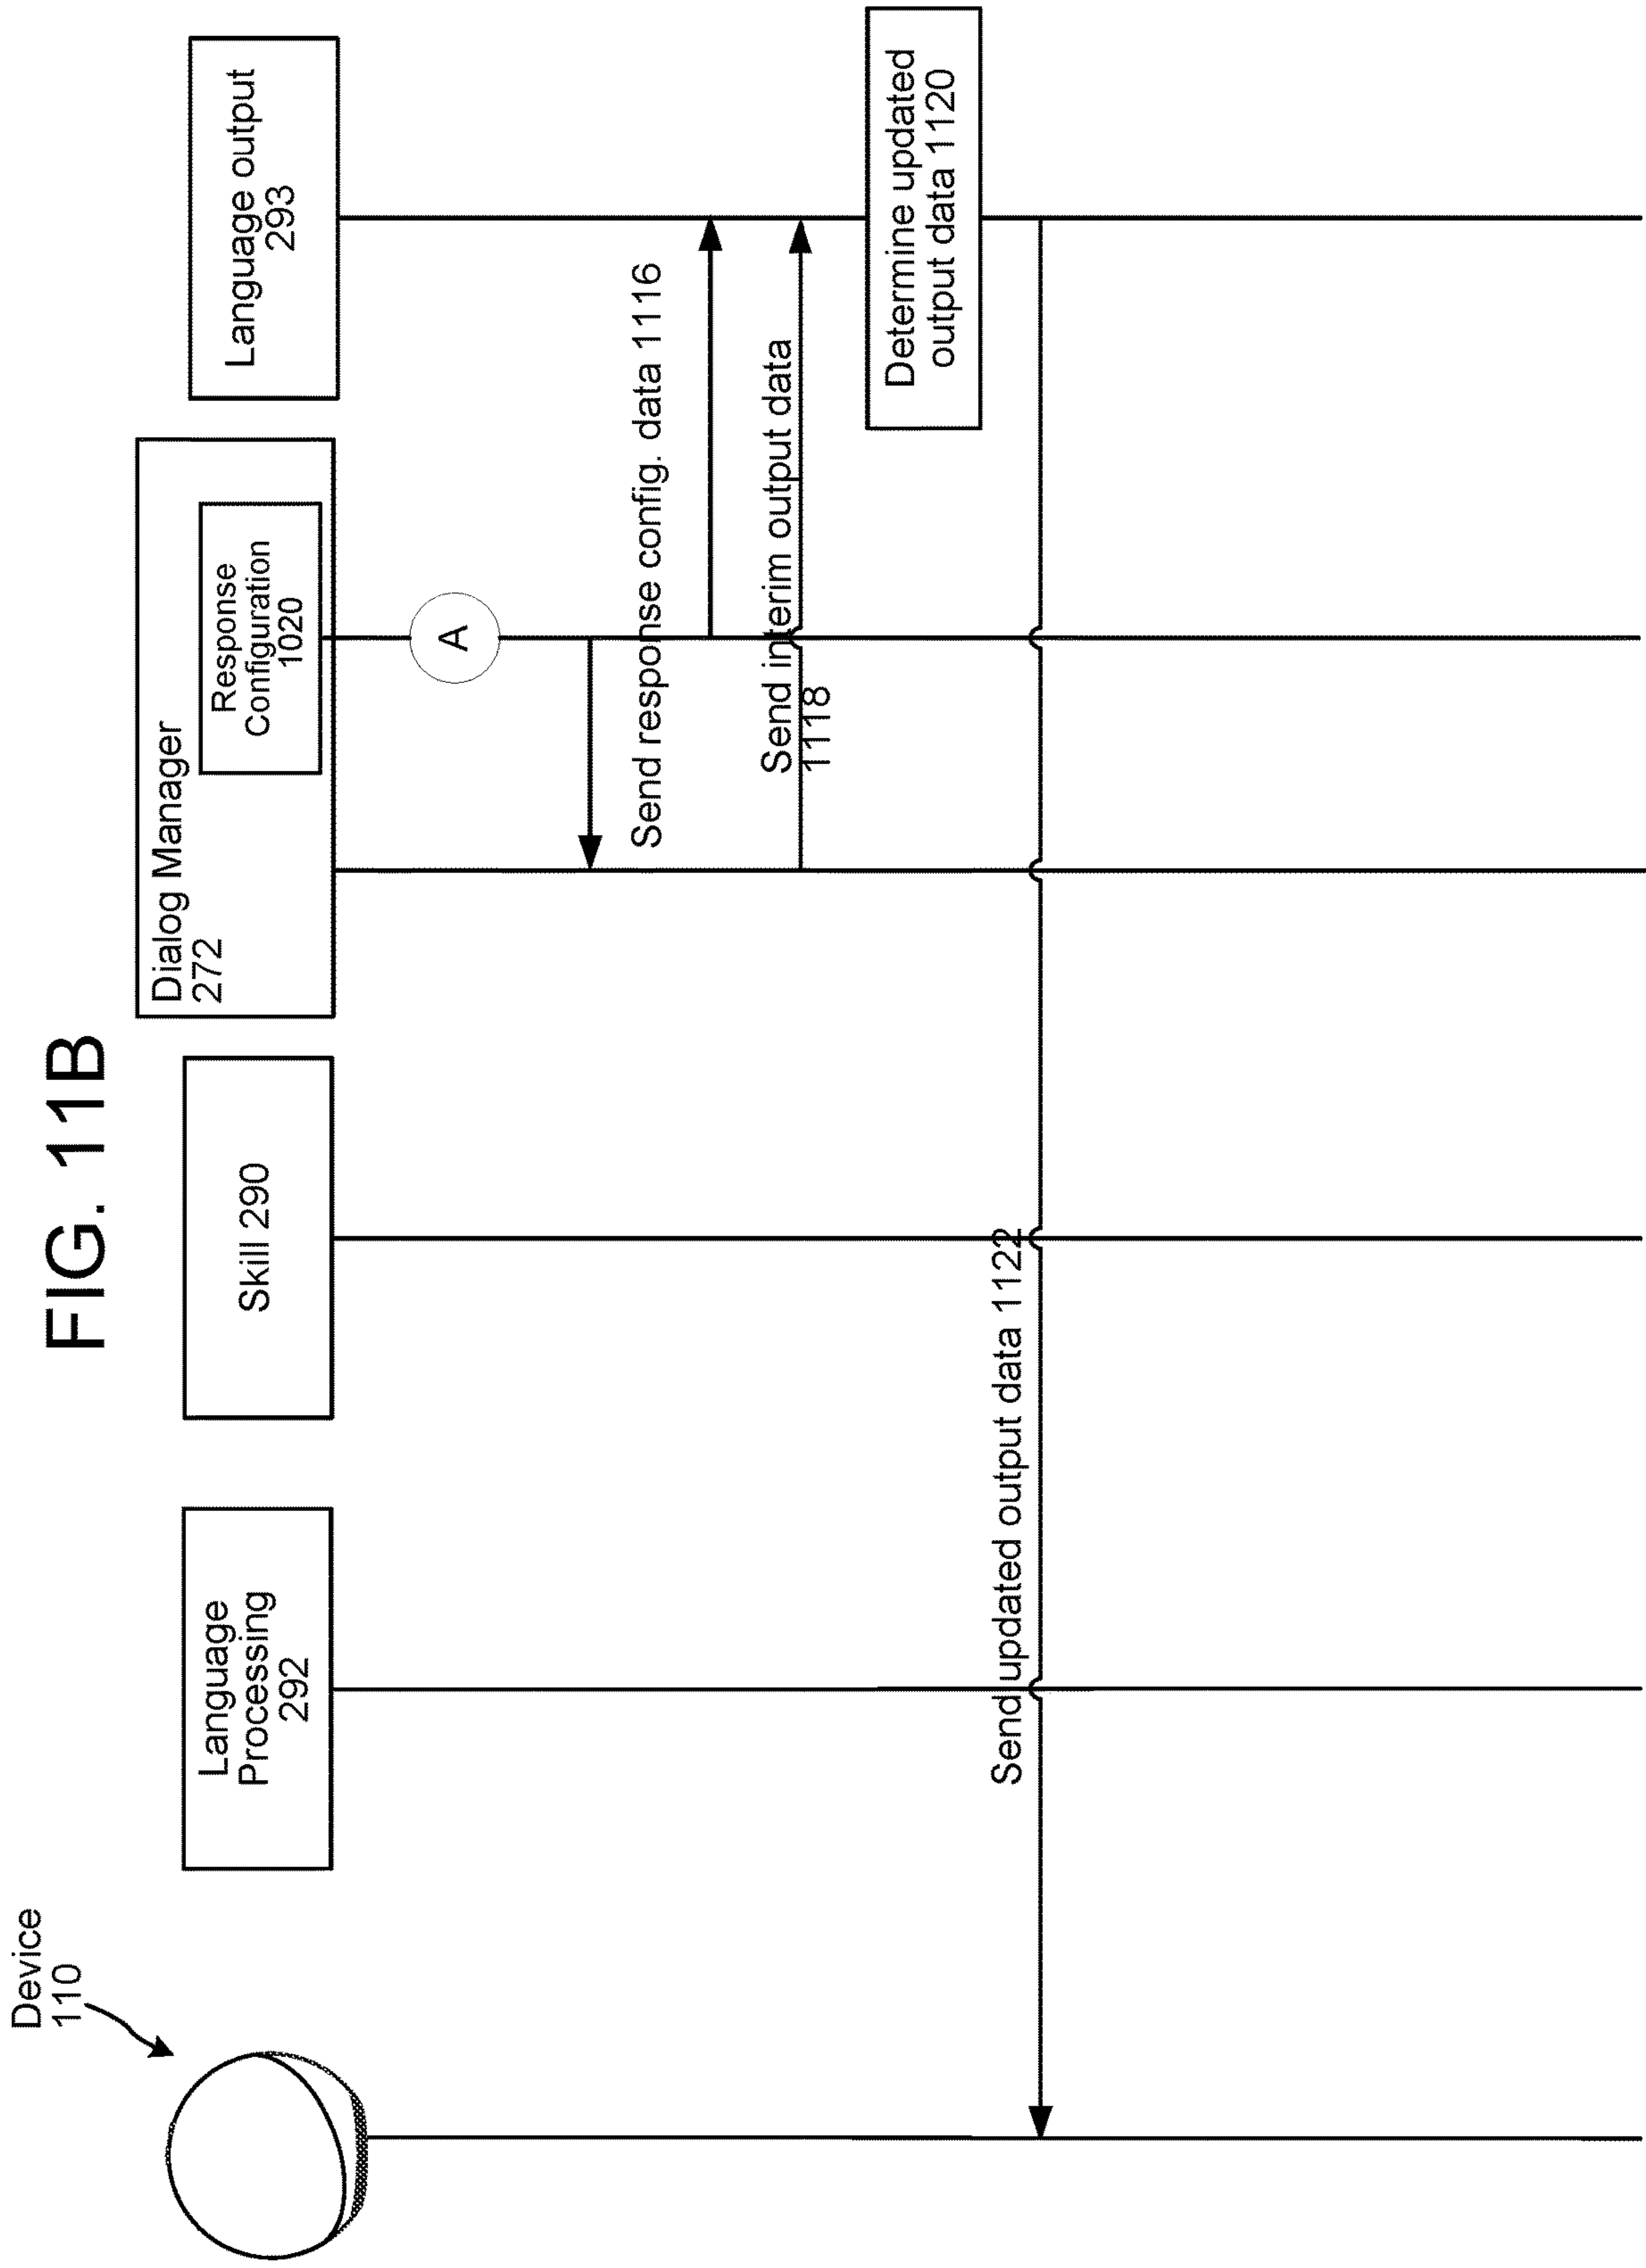 FIG. 11B
Device
110
Language
Processing
292
Skill 290
Dialog Manager
272
Response
Configuration
1020
Language output
293
A
Send response config. data 1116
Send interim output data
1118
Determine updated
output data 1120
Send updated output data 1122